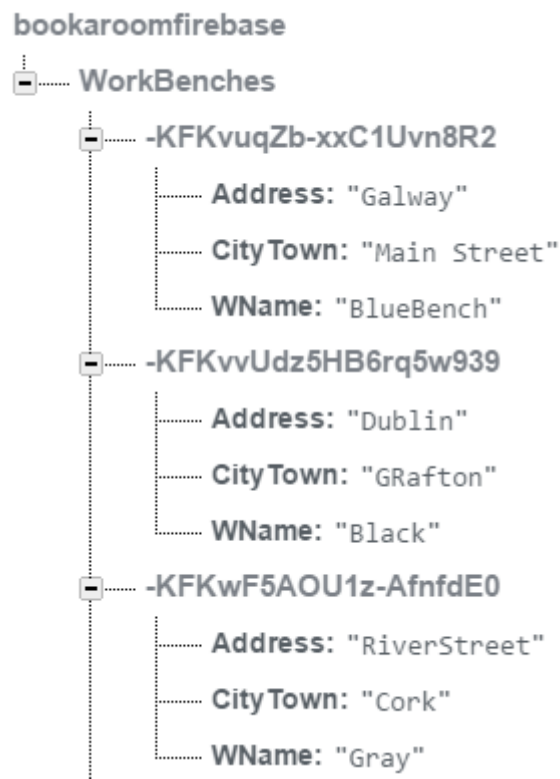 bookaroomfirebase
WorkBenches
-KFKvuqZb-xxC1Uvn8R2
Address: "Galway"
CityTown: "Main Street"
WName: "BlueBench"
-KFKvvUdz5HB6rq5w939
Address: "Dublin"
CityTown: "GRafton"
WName: "Black"
-KFKwF5AOU1z-AfnfdE0
Address: "RiverStreet"
CityTown: "Cork"
WName: "Gray"